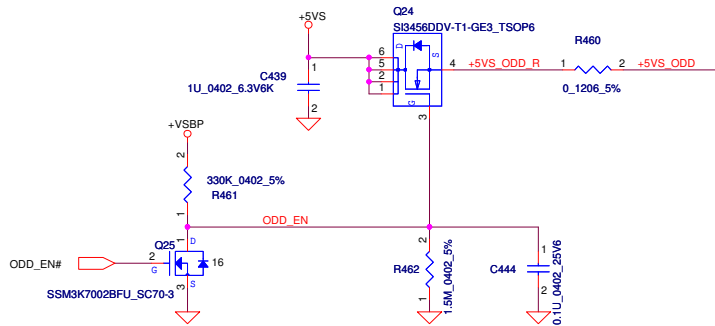 Q24
+5VS
SI3456DDV-T1-GE3_TSOP6
D
S
G
6
5
2
1
4
3
+5VS_ODD_R
R460
1
2
0_1206_5%
+5VS_ODD
1
C439
1U_0402_6.3V6K
2
+VSBP
2
330K_0402_5%
R461
1
ODD_EN
Q25
1
D
ODD_EN#
2
G
16
3
S
SSM3K7002BFU_SC70-3
2
R462
1
1.5M_0402_5%
1
C444
2
0.1U_0402_25V6